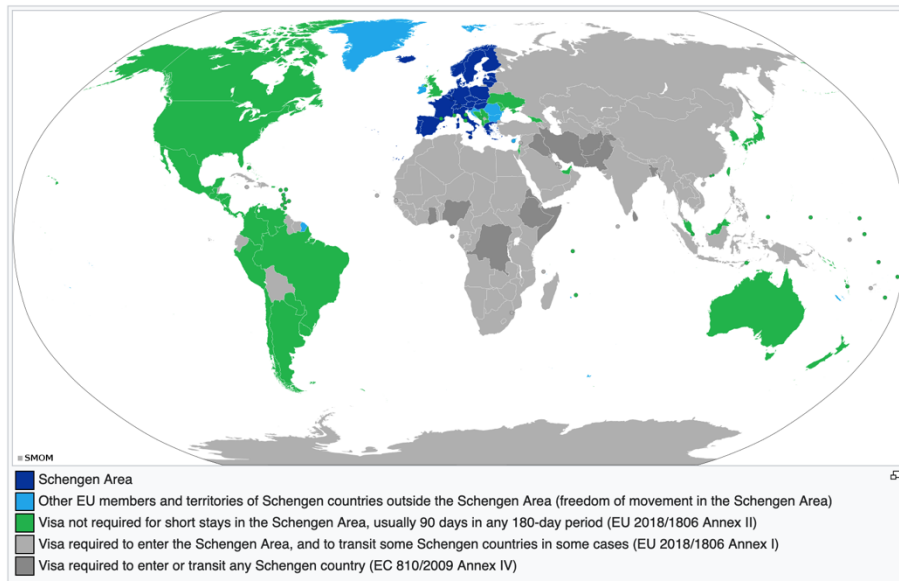 SMOM
Schengen Area
Other EU members and territories of Schengen countries outside the Schengen Area (freedom of movement in the Schengen Area)
Visa not required for short stays in the Schengen Area, usually 90 days in any 180-day period (EU 2018/1806 Annex II)
Visa required to enter the Schengen Area, and to transit some Schengen countries in some cases (EU 2018/1806 Annex I)
Visa required to enter or transit any Schengen country (EC 810/2009 Annex IV)